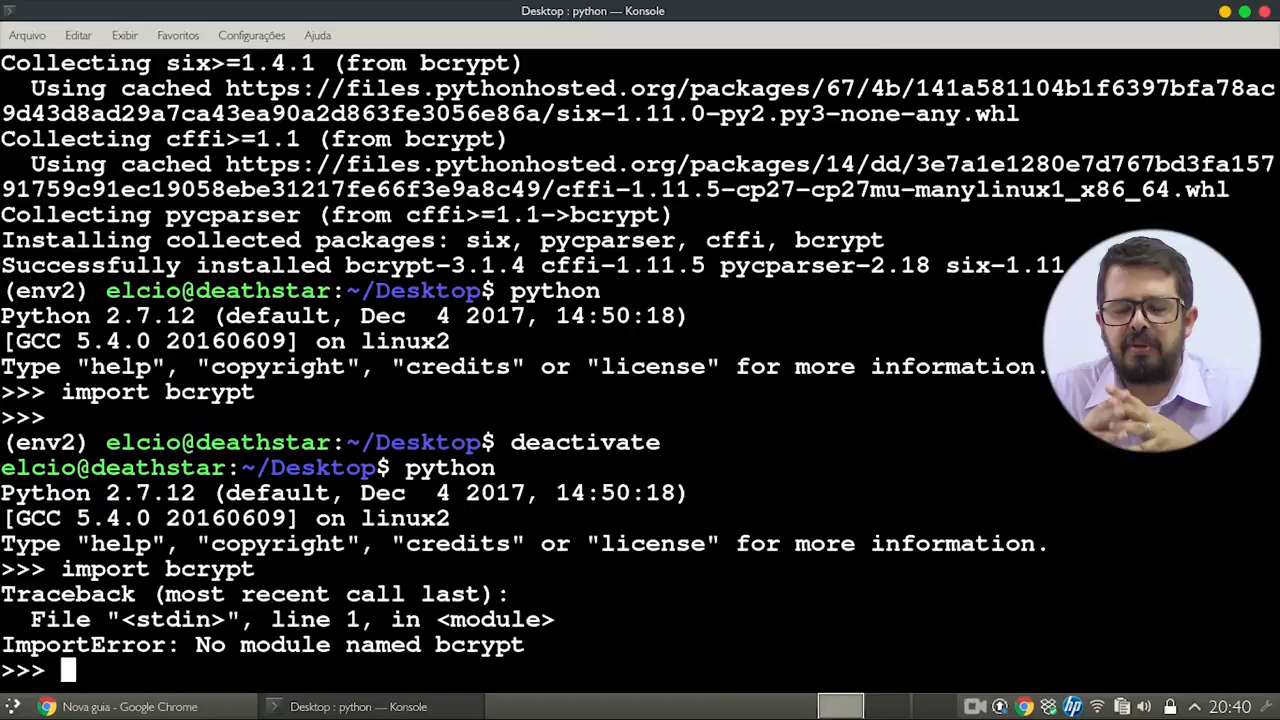 Desktop : python — Konsole
Arquivo Editar Exibir Favoritos Configurações Ajuda
Collecting six>=1.4.1 (from bcrypt)
  Using cached https://files.pythonhosted.org/packages/67/4b/141a581104b1f6397bfa78ac
9d43d8ad29a7ca43ea90a2d863fe3056e86a/six-1.11.0-py2.py3-none-any.whl
Collecting cffi>=1.1 (from bcrypt)
  Using cached https://files.pythonhosted.org/packages/14/dd/3e7a1e1280e7d767bd3fa157
91759c91ec19058ebe31217fe66f3e9a8c49/cffi-1.11.5-cp27-cp27mu-manylinux1_x86_64.whl
Collecting pycparser (from cffi>=1.1->bcrypt)
Installing collected packages: six, pycparser, cffi, bcrypt
Successfully installed bcrypt-3.1.4 cffi-1.11.5 pycparser-2.18 six-1.11
(env2) elcio@deathstar:~/Desktop$ python
Python 2.7.12 (default, Dec  4 2017, 14:50:18)
[GCC 5.4.0 20160609] on linux2
Type "help", "copyright", "credits" or "license" for more information.
>>> import bcrypt
>>>
(env2) elcio@deathstar:~/Desktop$ deactivate
elcio@deathstar:~/Desktop$ python
Python 2.7.12 (default, Dec  4 2017, 14:50:18)
[GCC 5.4.0 20160609] on linux2
Type "help", "copyright", "credits" or "license" for more information.
>>> import bcrypt
Traceback (most recent call last):
  File "<stdin>", line 1, in <module>
ImportError: No module named bcrypt
>>>
Nova guia - Google Chrome Desktop : python — Konsole hp 20:40